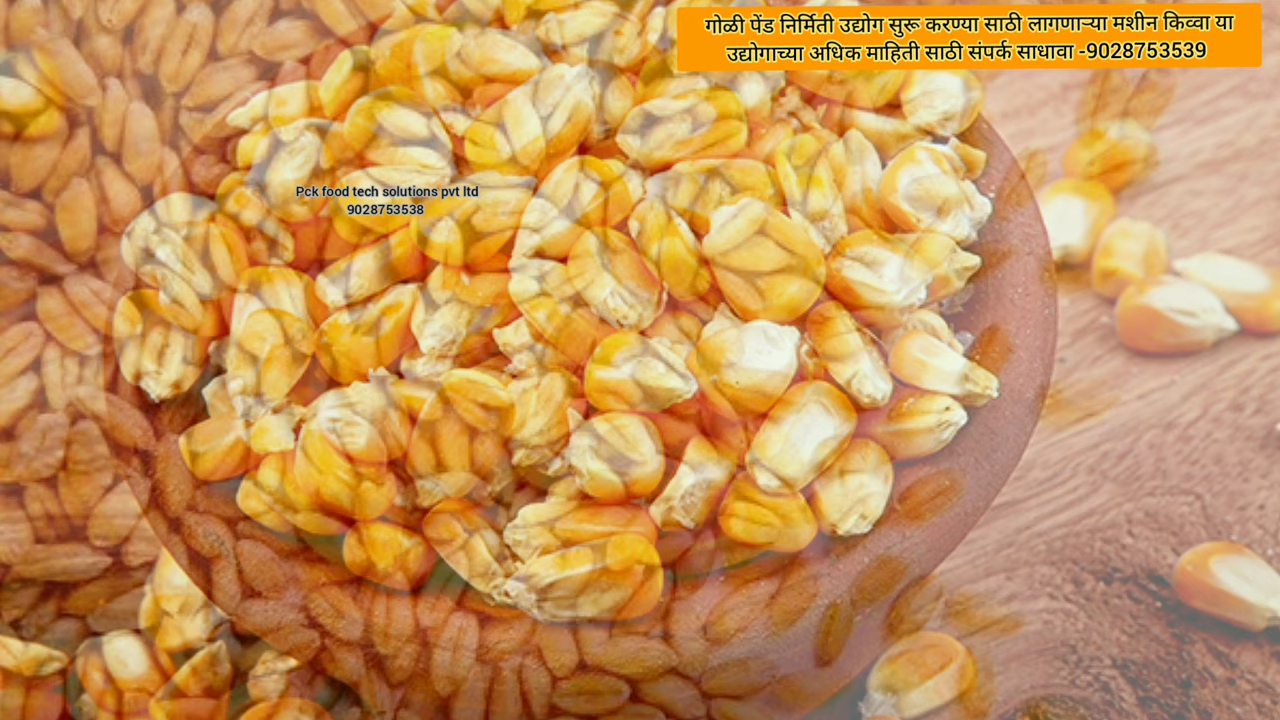 गोळी पेंड निर्मिती उद्योग सुरू करण्या साठी लागणाऱ्या मशीन किव्वा या
उद्योगाच्या अधिक माहिती साठी संपर्क साधावा -9028753539
Pck food tech solutions pvt ltd
9028753538